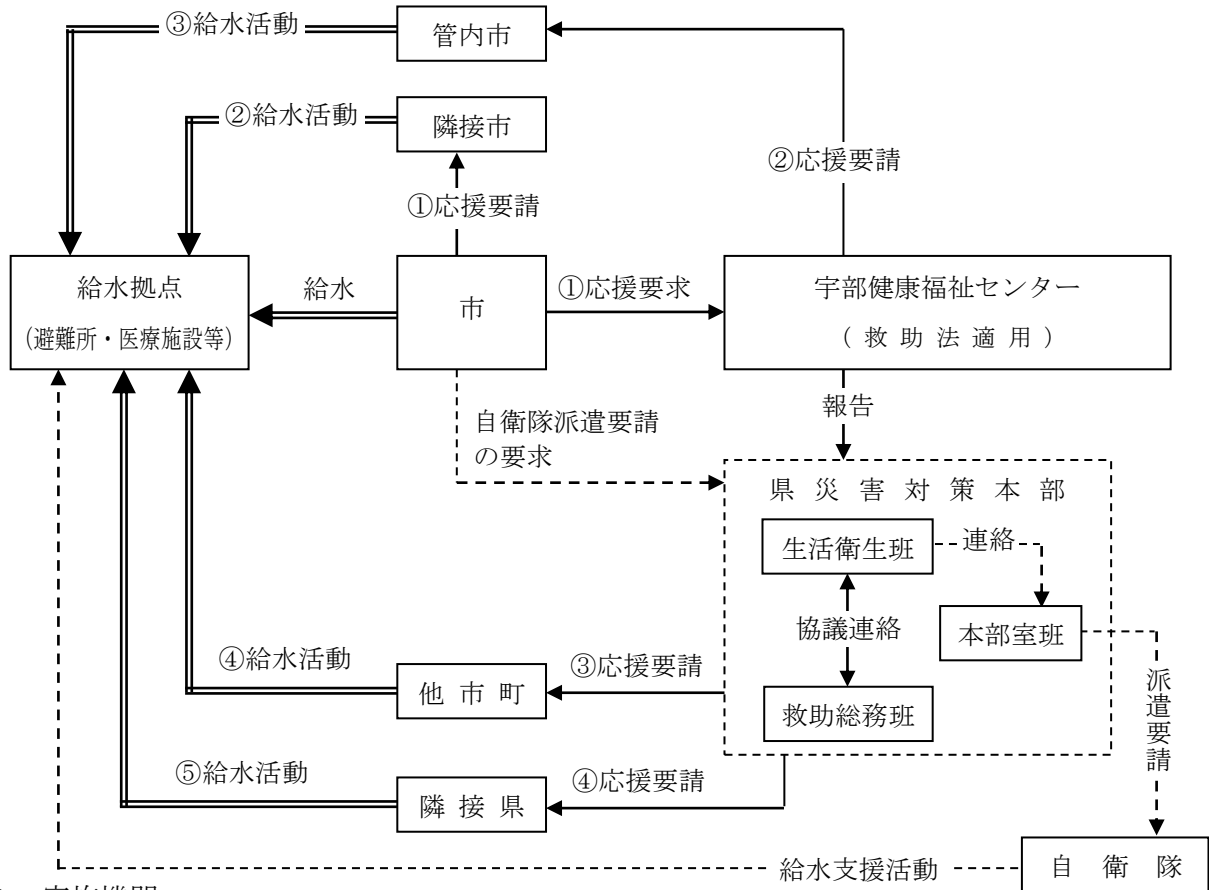 ③給水活動
管内市
②給水活動
隣接市
②応援要請
①応援要請
給水拠点
(避難所・医療施設等)
給水
市
①応援要求
宇部健康福祉センター
(救助法適用)
報告
自衛隊派遣要請
の要求
県災害対策本部
生活衛生班
連絡
協議連絡
本部室班
④給水活動
他市町
③応援要請
救助総務班
派遣要請
⑤給水活動
隣接県
④応援要請
給水支援活動
自衛隊